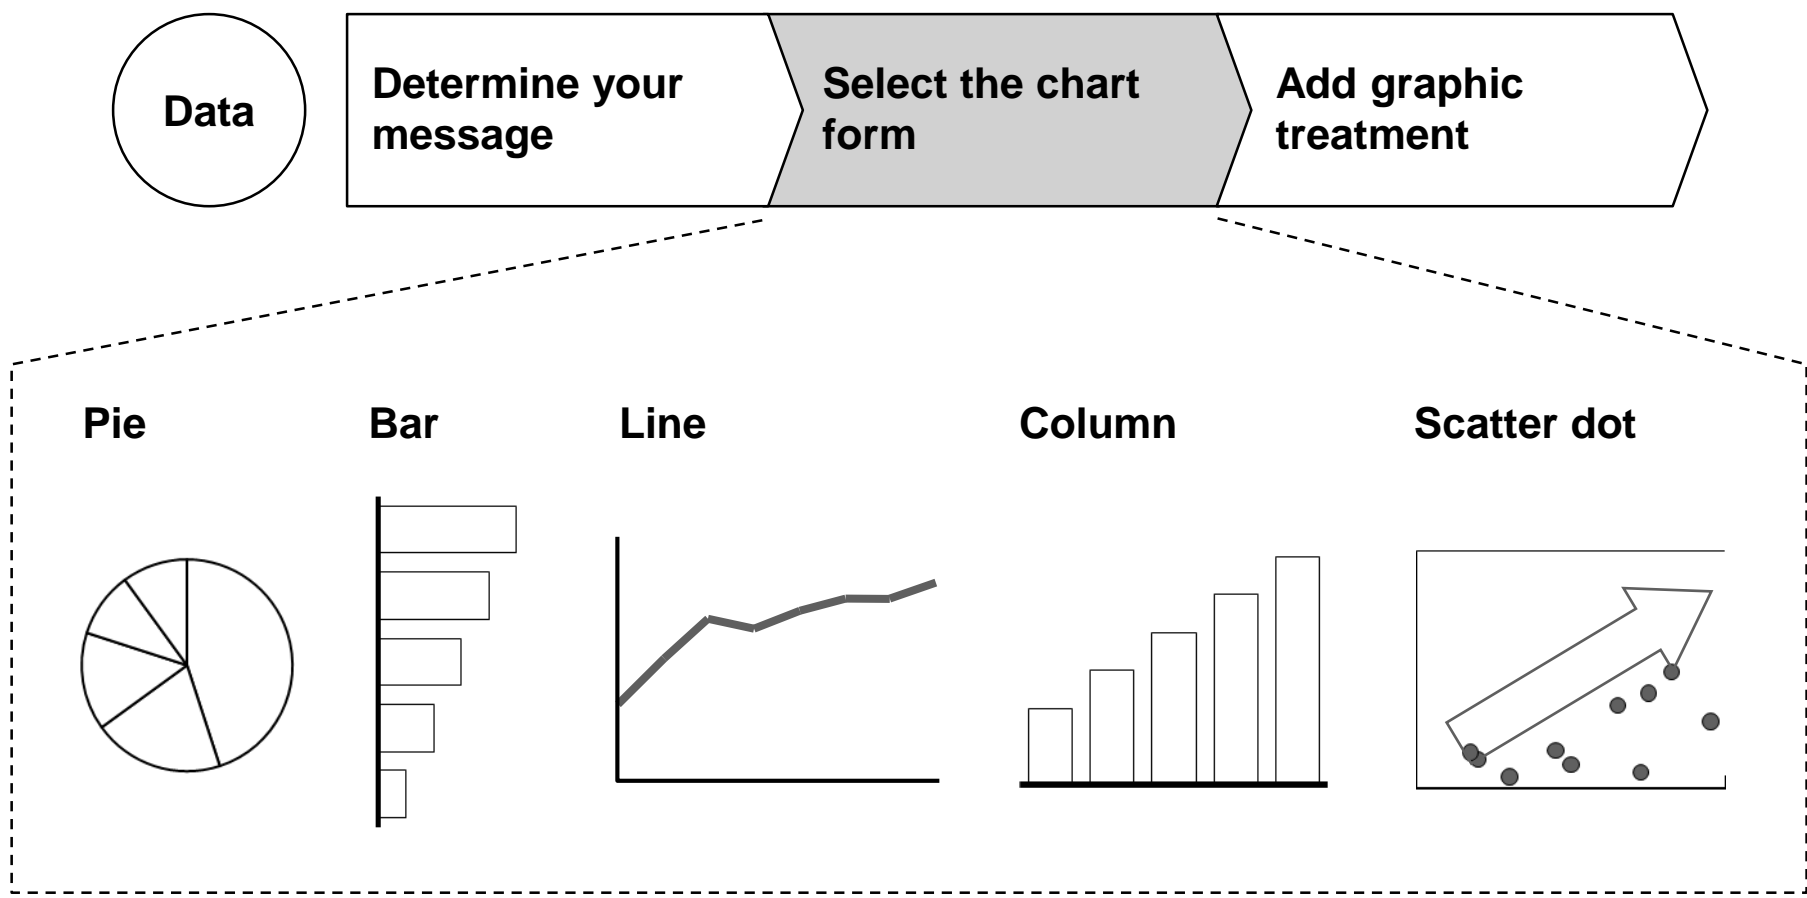 Data
Determine your
message
Select the chart
form
Add graphic
treatment
Pie
Bar
Line
Column
Scatter dot